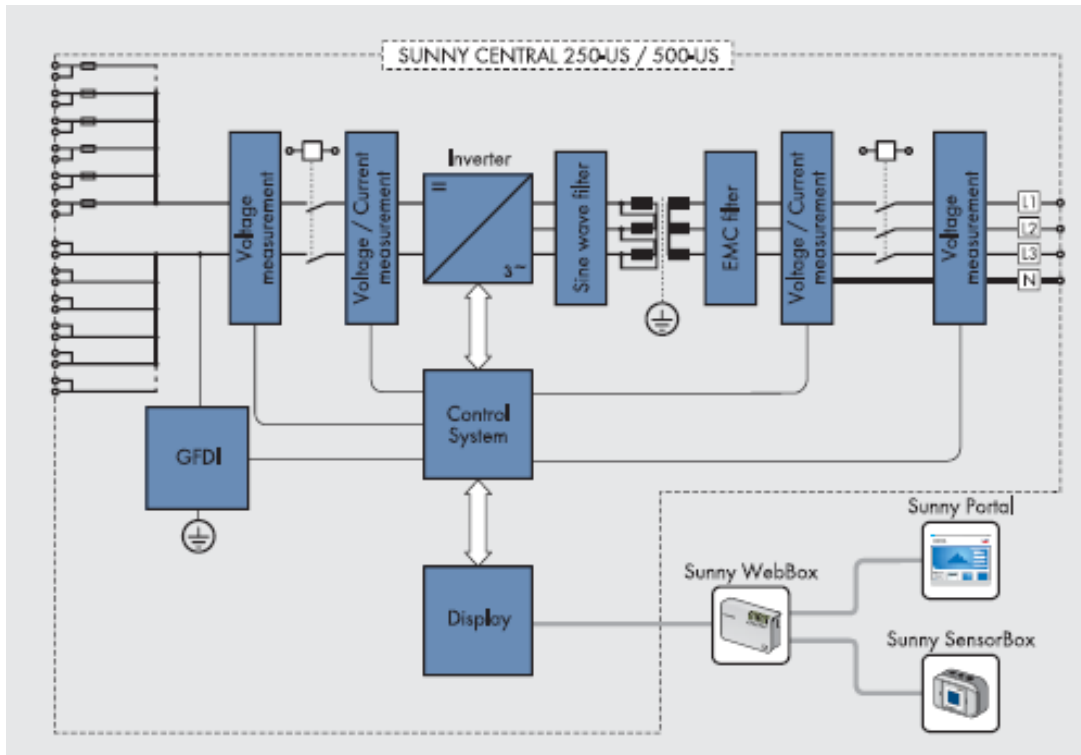 SUNNY CENTRAL 250-US / 500-US
Voltage
measurement
Voltage / Current
measurement
Inverter
=
3~
Sine wave filter
EMC filter
Voltage / Current
measurement
Voltage
measurement
L1
L2
L3
N
GFDI
Control
System
Display
Sunny WebBox
Sunny Portal
Sunny SensorBox